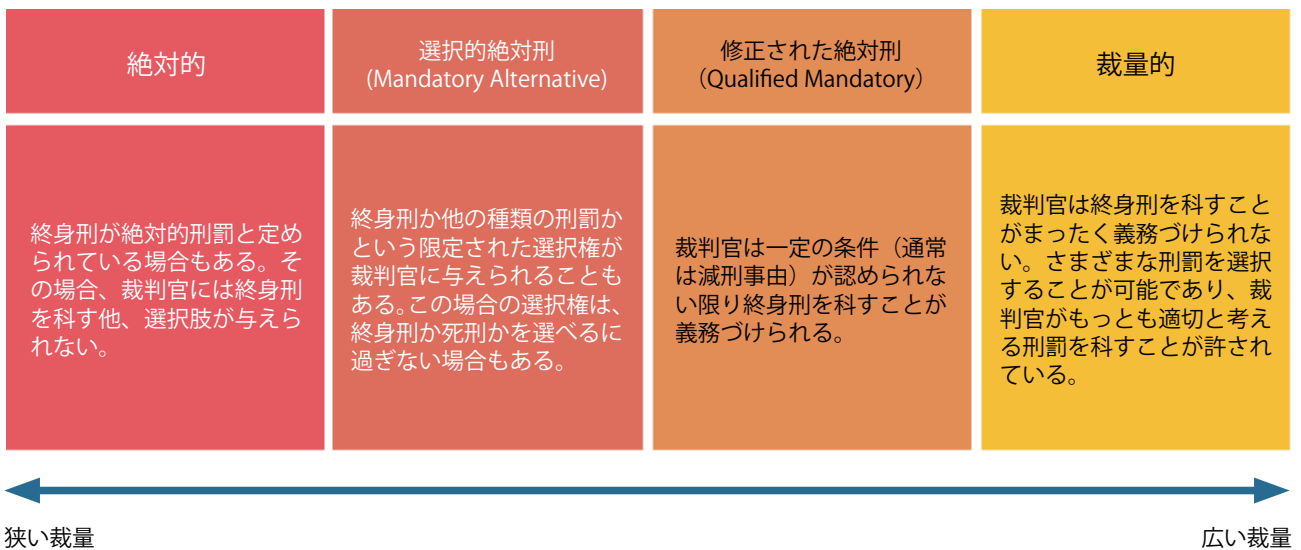 絶対的
選択的絶対刑
(Mandatory Alternative)
修正された絶対刑
（Qualified Mandatory）
裁量的
終身刑が絶対的刑罰と定め
られている場合もある。そ
の場合、裁判官には終身刑
を科す他、選択肢が与えら
れない。
終身刑か他の種類の刑罰か
という限定された選択権が
裁判官に与えられることも
ある。この場合の選択権は、
終身刑か死刑かを選べるに
過ぎない場合もある。
裁判官は一定の条件（通常
は減刑事由）が認められな
い限り終身刑を科すことが
義務づけられる。
裁判官は終身刑を科すこと
がまったく義務づけられな
い。さまざまな刑罰を選択
することが可能であり、裁
判官がもっとも適切と考え
る刑罰を科すことが許され
ている。
狭い裁量
広い裁量